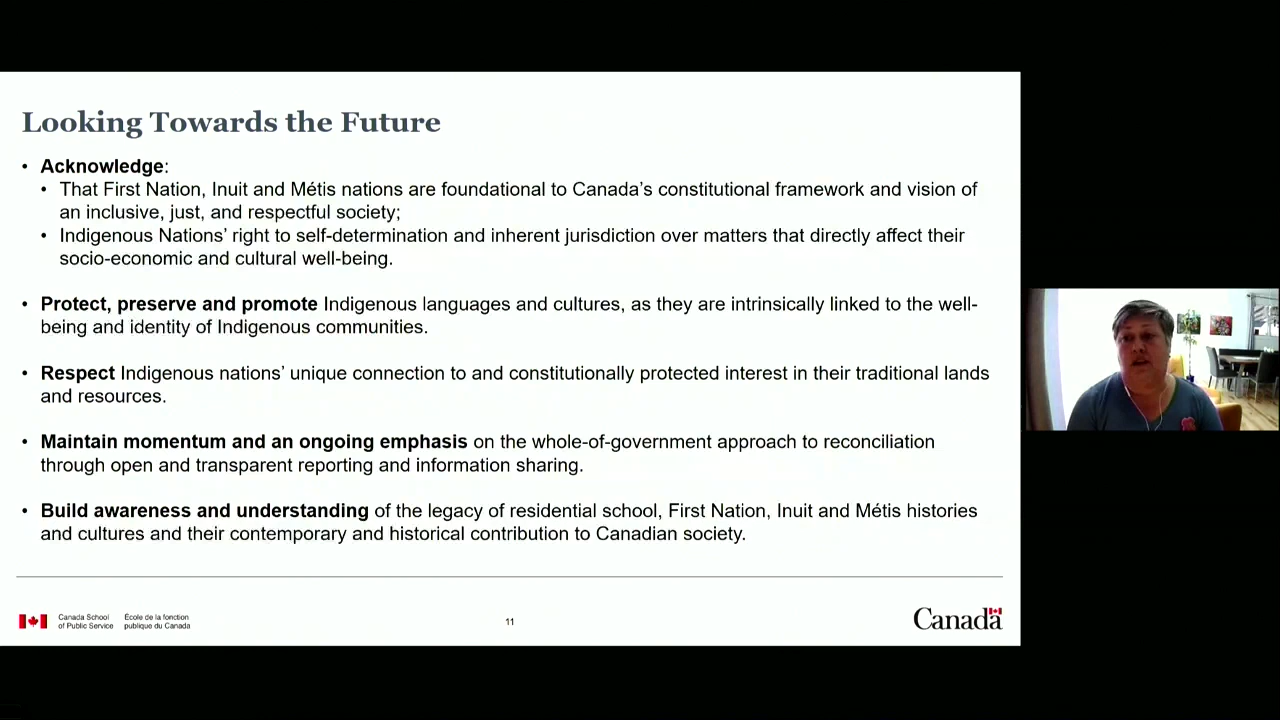 Looking Towards the Future
• Acknowledge:
• That First Nation, Inuit and Métis nations are foundational to Canada’s constitutional framework and vision of
an inclusive, just, and respectful society;
• Indigenous Nations’ right to self-determination and inherent jurisdiction over matters that directly affect their
socio-economic and cultural well-being.
• Protect, preserve and promote Indigenous languages and cultures, as they are intrinsically linked to the well-
being and identity of Indigenous communities.
• Respect Indigenous nations’ unique connection to and constitutionally protected interest in their traditional lands
and resources.
• Maintain momentum and an ongoing emphasis on the whole-of-government approach to reconciliation
through open and transparent reporting and information sharing.
• Build awareness and understanding of the legacy of residential school, First Nation, Inuit and Métis histories
and cultures and their contemporary and historical contribution to Canadian society.
Canada School
of Public Service
École de la fonction
publique du Canada
11
Canada